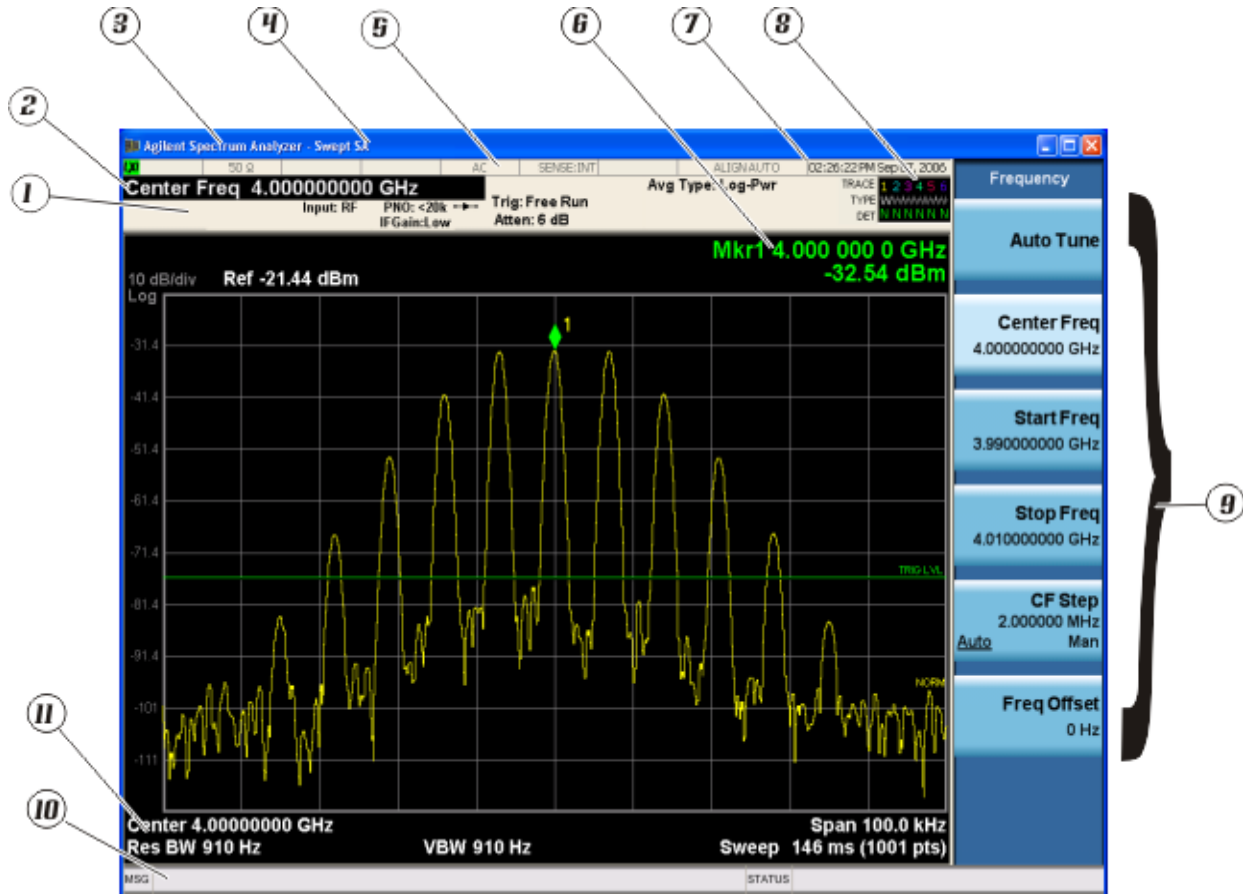 3 4 5 6 7 8
2
Agilent Spectrum Analyzer - Swept SA
50 Ω AC SENSE:INT ALIGN AUTO 02:26:22 PM Sep 07, 2006
Frequency
1
Center Freq 4.000000000 GHz
Input: RF PNO: <20k Trig: Free Run Avg Type: Log-Pwr TRACE 1 2 3 4 5 6
IFGain:Low Atten: 6 dB TYPE
DET N N N N N N
Auto Tune
Mkr1 4.000 000 0 GHz
-32.54 dBm
10 dB/div Ref -21.44 dBm
Log
1
Center Freq
4.000000000 GHz
-31.4
-41.4
Start Freq
3.990000000 GHz
-51.4
-61.4
9
Stop Freq
4.010000000 GHz
-71.4
TRIG LVL
-81.4
CF Step
2.000000 MHz
Auto Man
-91.4
NORM
-101
Freq Offset
0 Hz
11
-111
10
Center 4.00000000 GHz Span 100.0 kHz
Res BW 910 Hz VBW 910 Hz Sweep 146 ms (1001 pts)
MSG STATUS